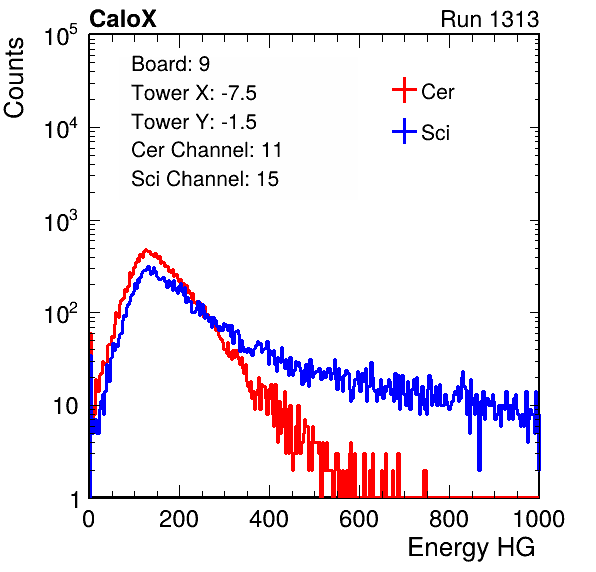 CaloX Run 1313
Counts
Board: 9
Tower X: -7.5
Tower Y: -1.5
Cer Channel: 11
Sci Channel: 15
Cer
Sci
10^5
10^4
10^3
10^2
10
1
0 200 400 600 800 1000
Energy HG